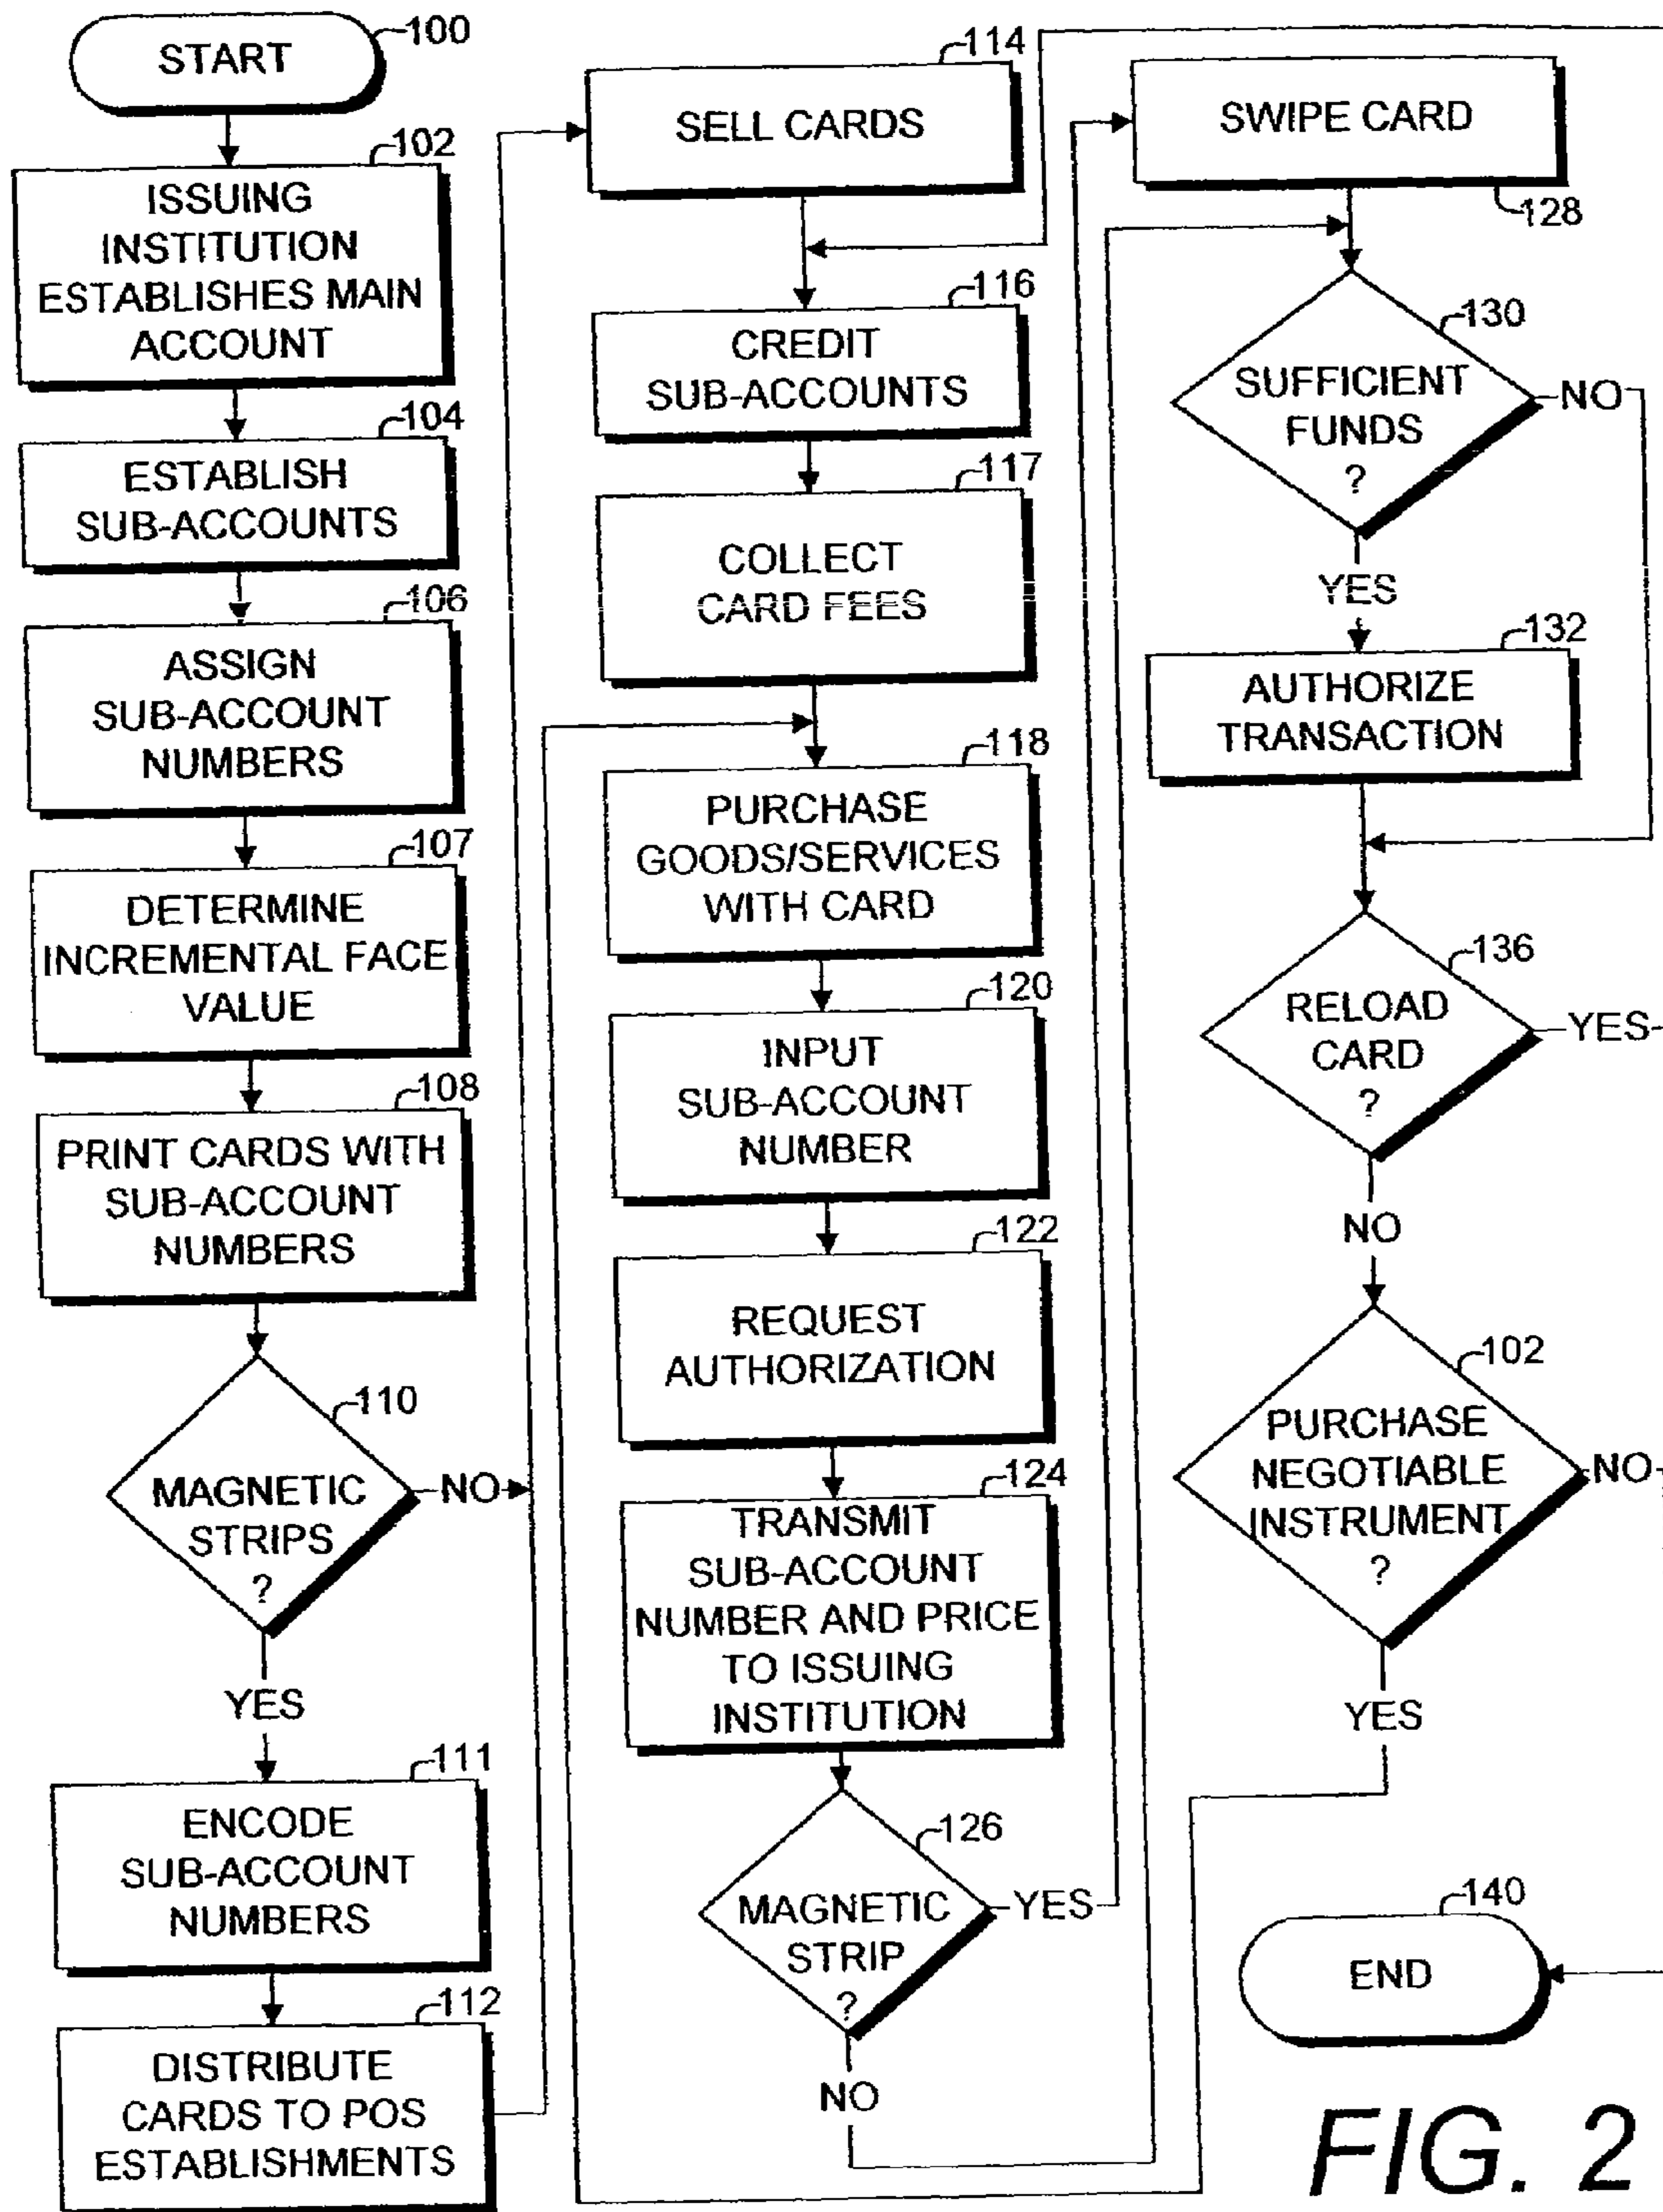 START
100
102
ISSUING
INSTITUTION
ESTABLISHES MAIN
ACCOUNT
104
ESTABLISH
SUB-ACCOUNTS
106
ASSIGN
SUB-ACCOUNT
NUMBERS
107
DETERMINE
INCREMENTAL FACE
VALUE
108
PRINT CARDS WITH
SUB-ACCOUNT
NUMBERS
110
MAGNETIC
STRIPS
?
NO
YES
111
ENCODE
SUB-ACCOUNT
NUMBERS
112
DISTRIBUTE
CARDS TO POS
ESTABLISHMENTS
114
SELL CARDS
116
CREDIT
SUB-ACCOUNTS
117
COLLECT
CARD FEES
118
PURCHASE
GOODS/SERVICES
WITH CARD
120
INPUT
SUB-ACCOUNT
NUMBER
122
REQUEST
AUTHORIZATION
124
TRANSMIT
SUB-ACCOUNT
NUMBER AND PRICE
TO ISSUING
INSTITUTION
126
MAGNETIC
STRIP
?
YES
NO
SWIPE CARD
128
130
SUFFICIENT
FUNDS
?
NO
YES
132
AUTHORIZE
TRANSACTION
136
RELOAD
CARD
?
YES
NO
102
PURCHASE
NEGOTIABLE
INSTRUMENT
?
NO
YES
140
END
FIG. 2